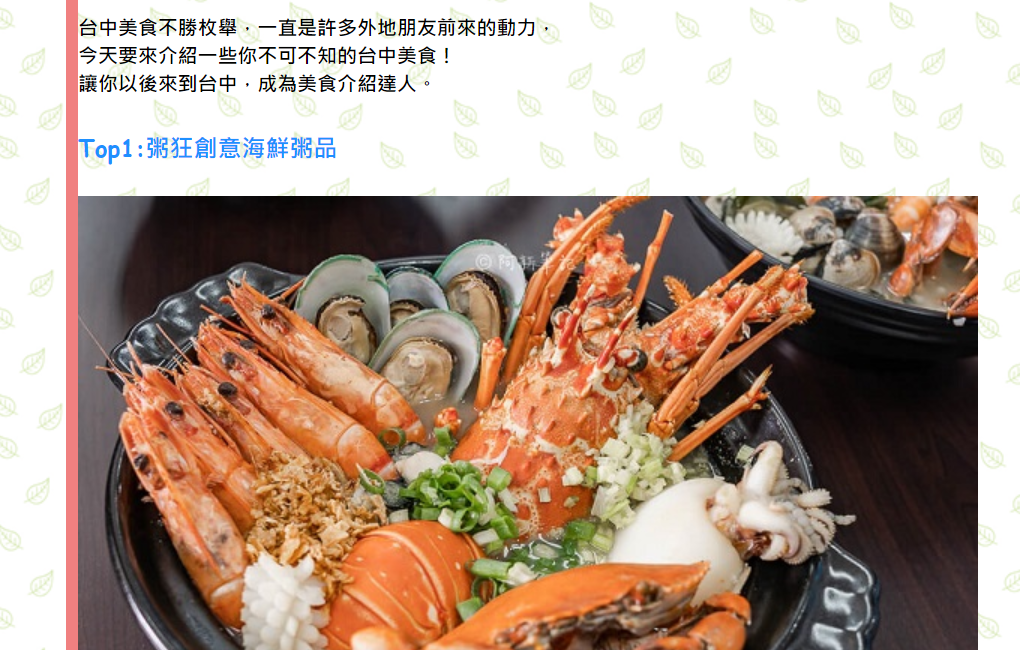 台中美食不勝枚舉，一直是許多外地朋友前來的動力，
今天要來介紹一些你不可不知的台中美食！
讓你以後來到台中，成為美食介紹達人。
Top1:粥狂創意海鮮粥品